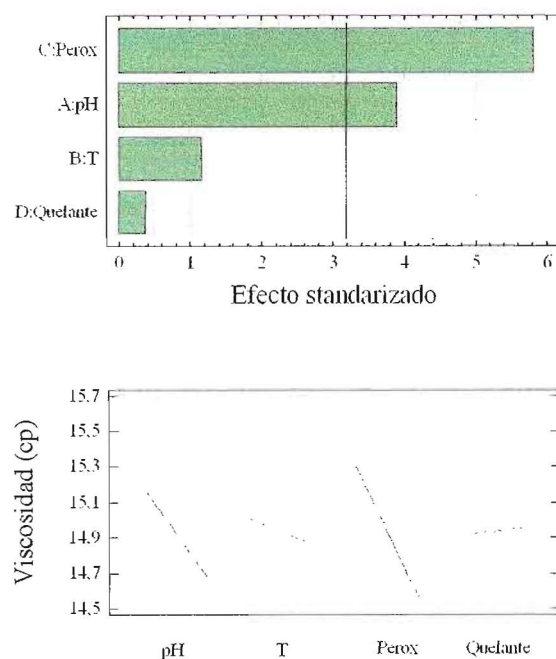 C:Perox
A:pH
B:T
D:Quelante
0 1 2 3 4 5 6
Efecto standarizado
Viscosidad (cp)
15.7
15.5
15.3
15.1
14.9
14.7
14.5
pH T Perox Quelante